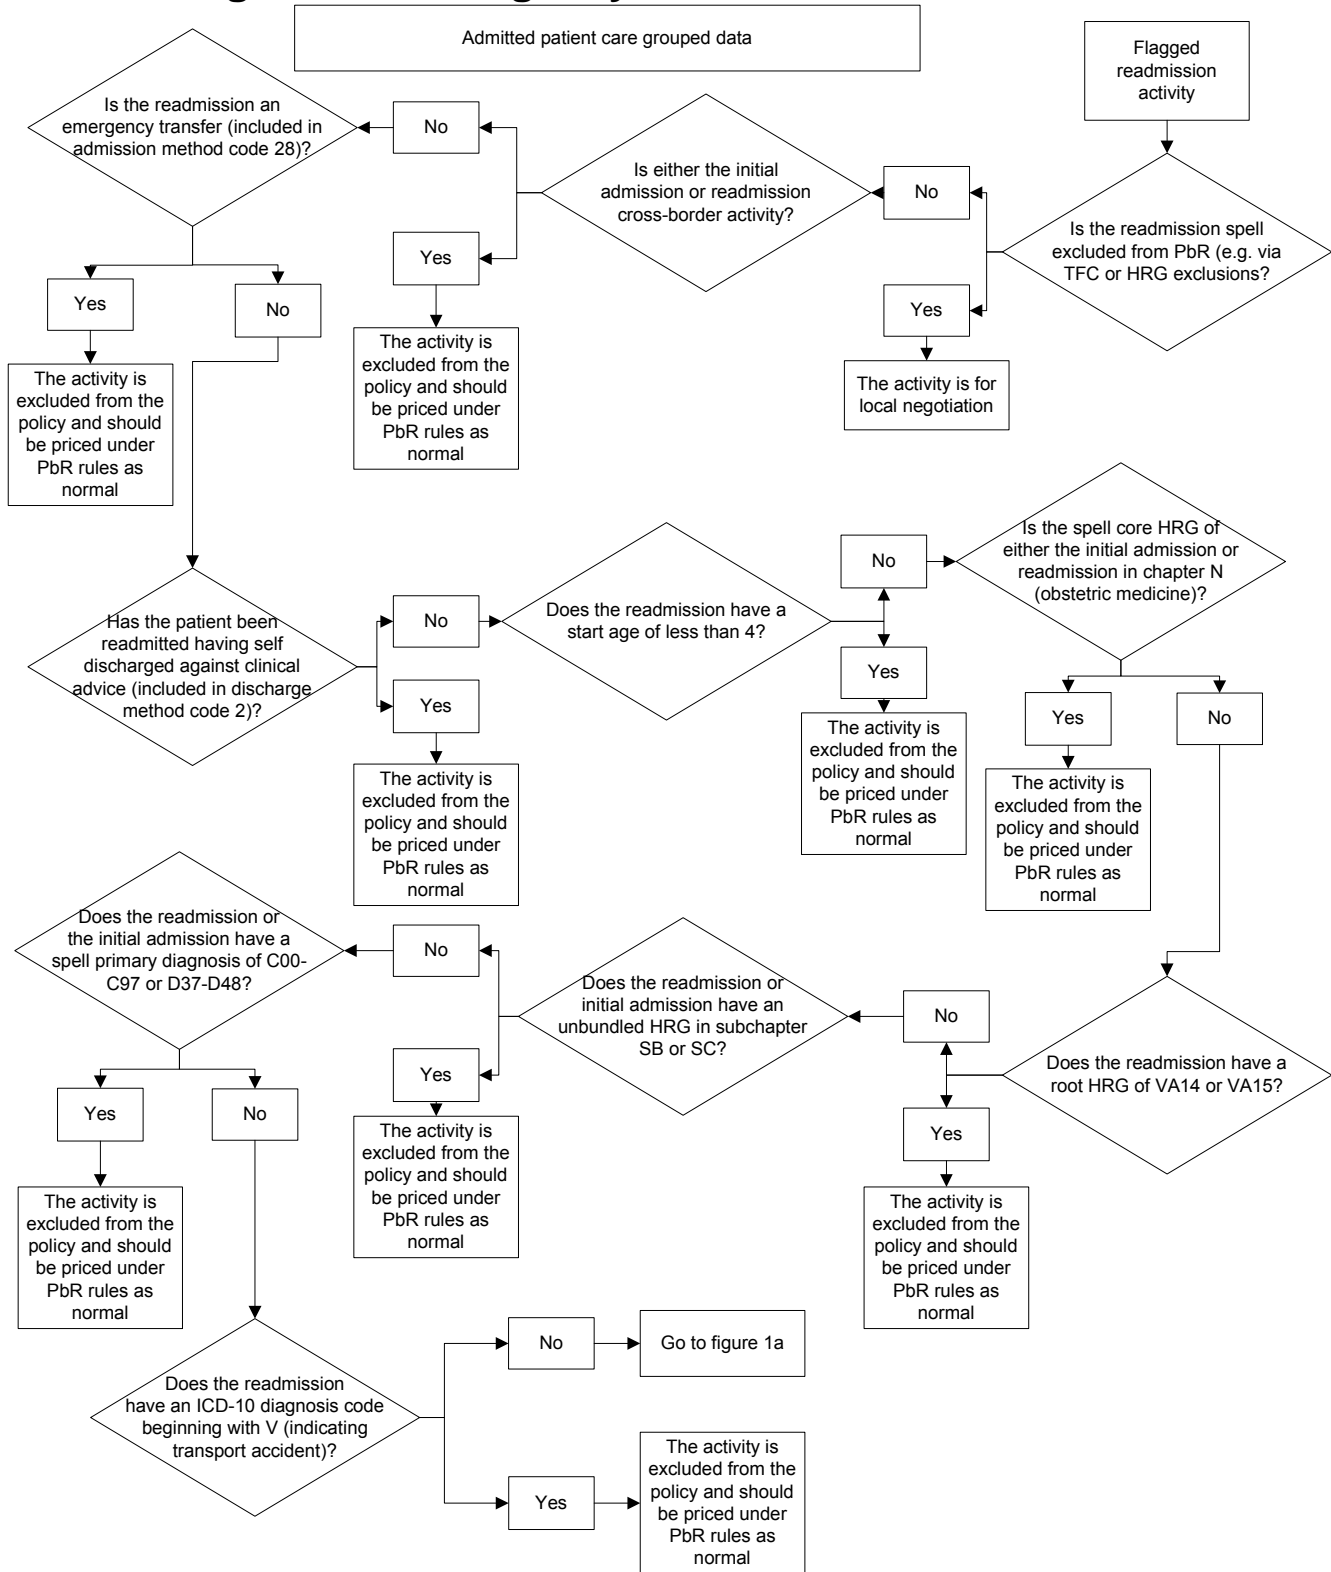 Admitted patient care grouped data
Flagged
readmission
activity
Is the readmission spell
excluded from PbR (e.g. via
TFC or HRG exclusions?
No
Yes
The activity is for
local negotiation
Is either the initial
admission or readmission
cross-border activity?
No
Yes
The activity is
excluded from the
policy and should
be priced under
PbR rules as
normal
Is the readmission an
emergency transfer (included in
admission method code 28)?
Yes
No
The activity is
excluded from the
policy and should
be priced under
PbR rules as
normal
Has the patient been
readmitted having self
discharged against clinical
advice (included in discharge
method code 2)?
No
Yes
The activity is
excluded from the
policy and should
be priced under
PbR rules as
normal
Does the readmission have a
start age of less than 4?
No
Yes
The activity is
excluded from the
policy and should
be priced under
PbR rules as
normal
Is the spell core HRG of
either the initial admission or
readmission in chapter N
(obstetric medicine)?
Yes
No
The activity is
excluded from the
policy and should
be priced under
PbR rules as
normal
Does the readmission have a
root HRG of VA14 or VA15?
No
Yes
The activity is
excluded from the
policy and should
be priced under
PbR rules as
normal
Does the readmission or
initial admission have an
unbundled HRG in subchapter
SB or SC?
No
Yes
The activity is
excluded from the
policy and should
be priced under
PbR rules as
normal
Does the readmission or
the initial admission have a
spell primary diagnosis of C00-
C97 or D37-D48?
Yes
No
The activity is
excluded from the
policy and should
be priced under
PbR rules as
normal
Does the readmission
have an ICD-10 diagnosis code
beginning with V (indicating
transport accident)?
No
Go to figure 1a
Yes
The activity is
excluded from the
policy and should
be priced under
PbR rules as
normal